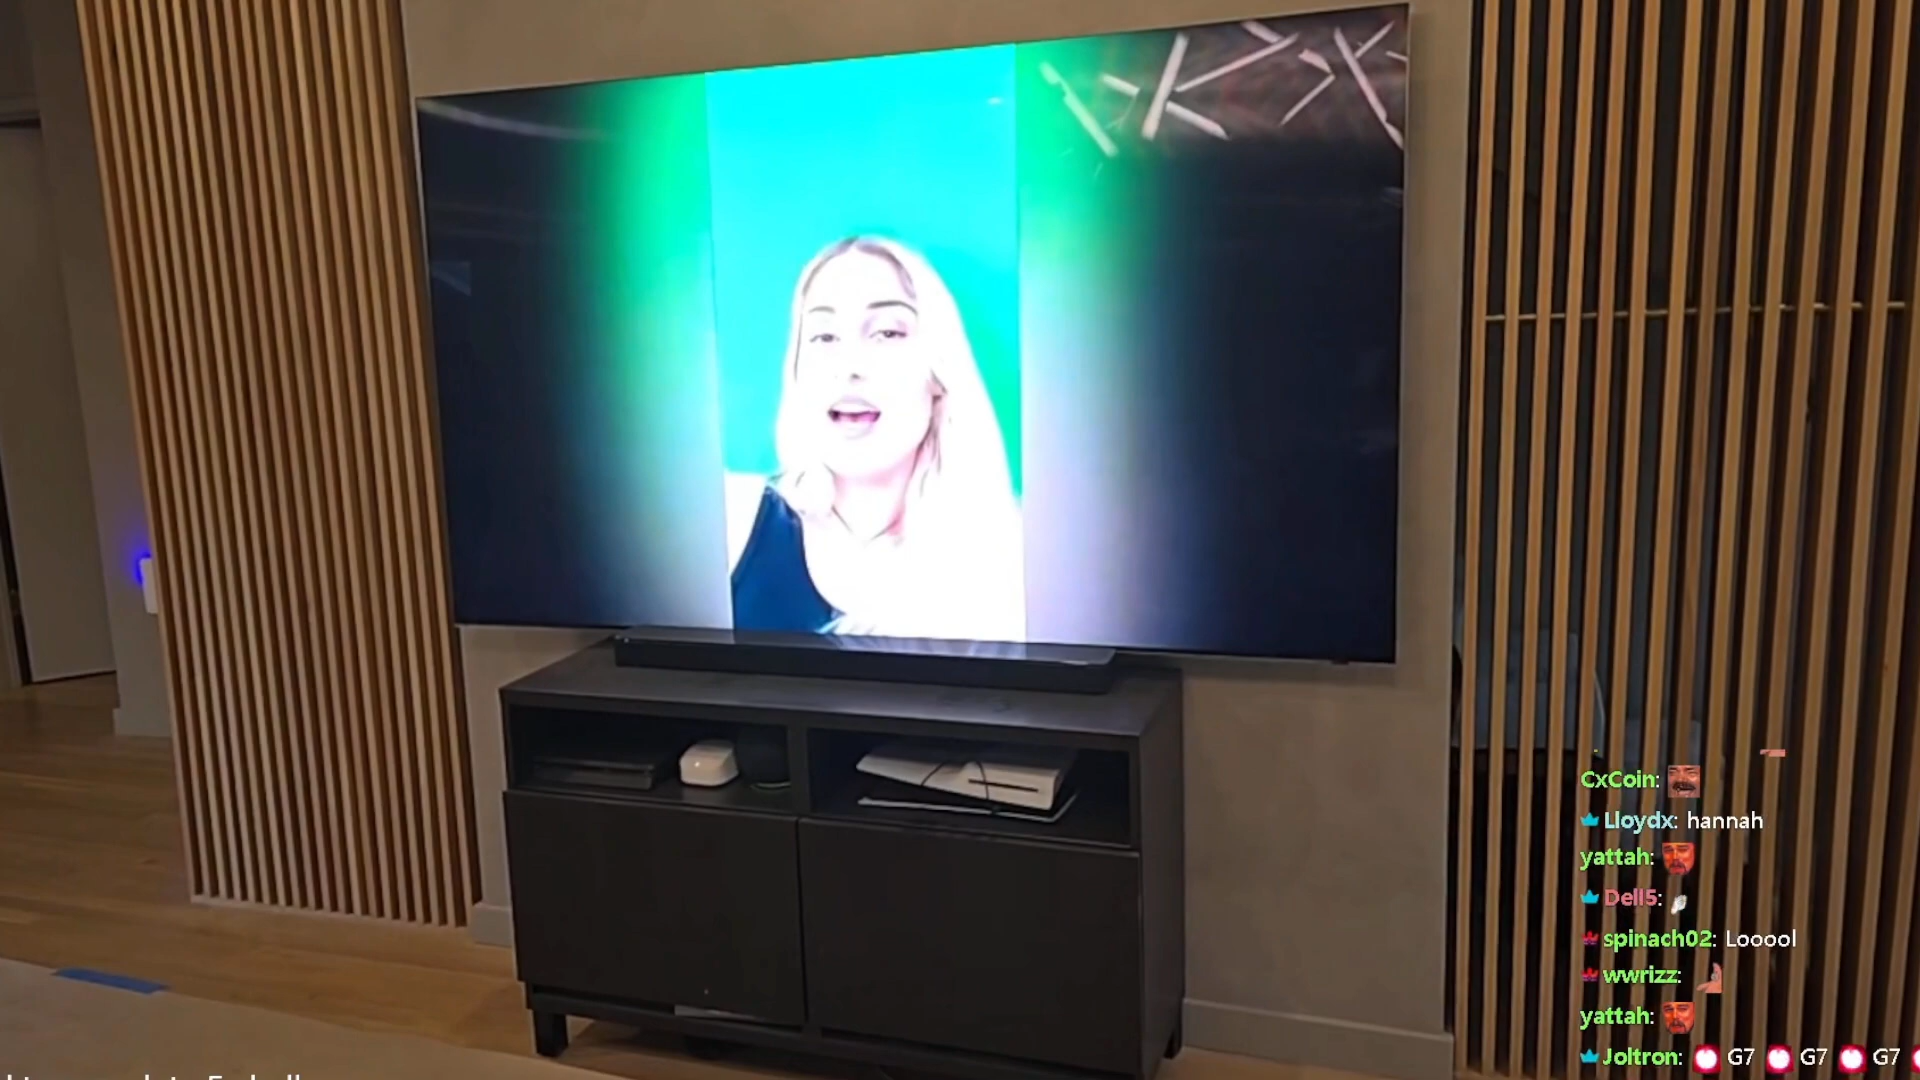 CxCoin:
Lloydx: hannah
yattah:
Dell5:
spinach02: Looool
wwrizz:
yattah:
Joltron: G7 G7 G7